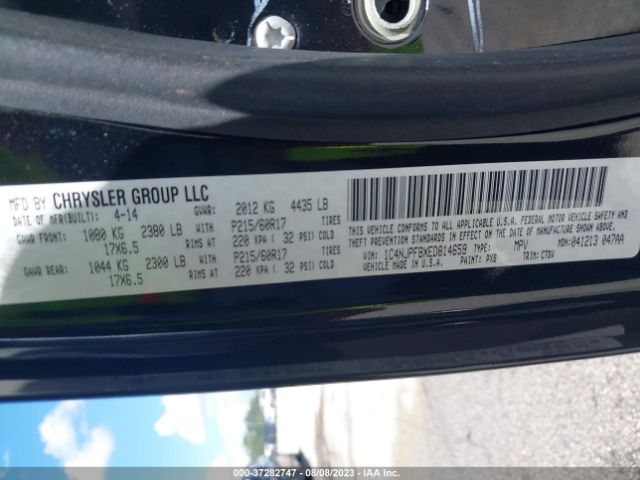 MFD BY CHRYSLER GROUP LLC
DATE OF MFR(BUILT): 4-14 GVWR: 2012 KG 4435 LB
GAWR FRONT: 1080 KG 2380 LB WITH P215/60R17 TIRES
17X6.5 RIMS AT 220 KPA ( 32 PSI) COLD
GAWR REAR: 1044 KG 2300 LB WITH P215/60R17 TIRES
17X6.5 RIMS AT 220 KPA ( 32 PSI) COLD
THIS VEHICLE CONFORMS TO ALL APPLICABLE U.S.A. FEDERAL MOTOR VEHICLE SAFETY,
BUMPER, AND THEFT PREVENTION STANDARDS IN EFFECT ON THE DATE OF MANUFACTURE SHOWN ABOVE.
VIN: 1C4NJPFBXED814659 TYPE: MPV MDH:041213 047AA
MADE IN U.S.A. PAINT: PX8 TRIM:
000-37282747 - 08/08/2023 - IAA Inc.